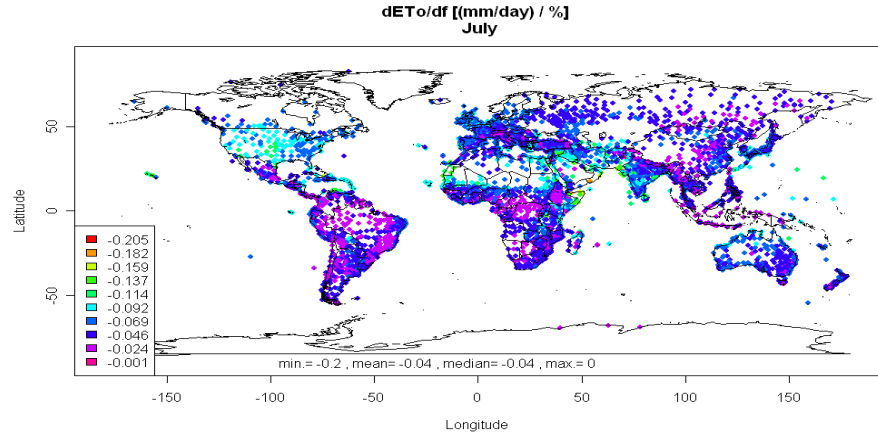 dETo/df [(mm/day) / %]
July
Latitude
50
0
-50
-0.205
-0.182
-0.159
-0.137
-0.114
-0.092
-0.069
-0.046
-0.024
-0.001
min.= -0.2 , mean= -0.04 , median= -0.04 , max.= 0
-150 -100 -50 0 50 100 150
Longitude